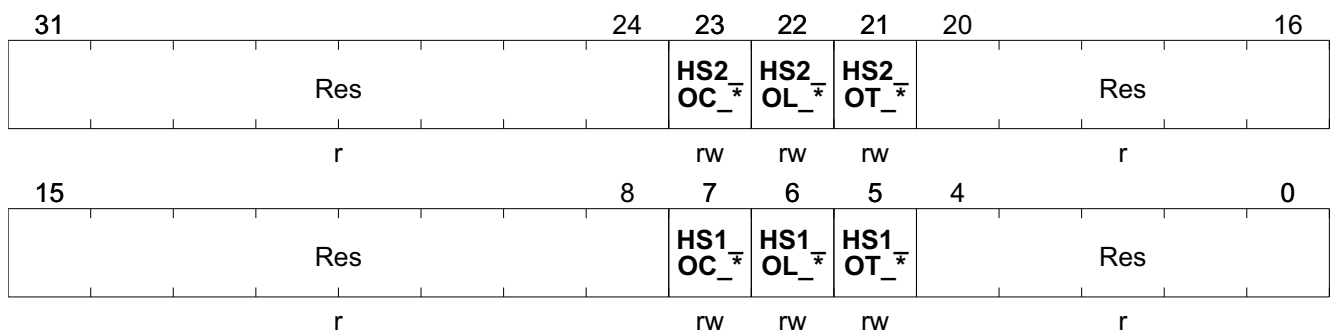 31 24 23 22 21 20 16
Res HS2_ OC_* HS2_ OL_* HS2_ OT_* Res
r rw rw rw r
15 8 7 6 5 4 0
Res HS1_ OC_* HS1_ OL_* HS1_ OT_* Res
r rw rw rw r